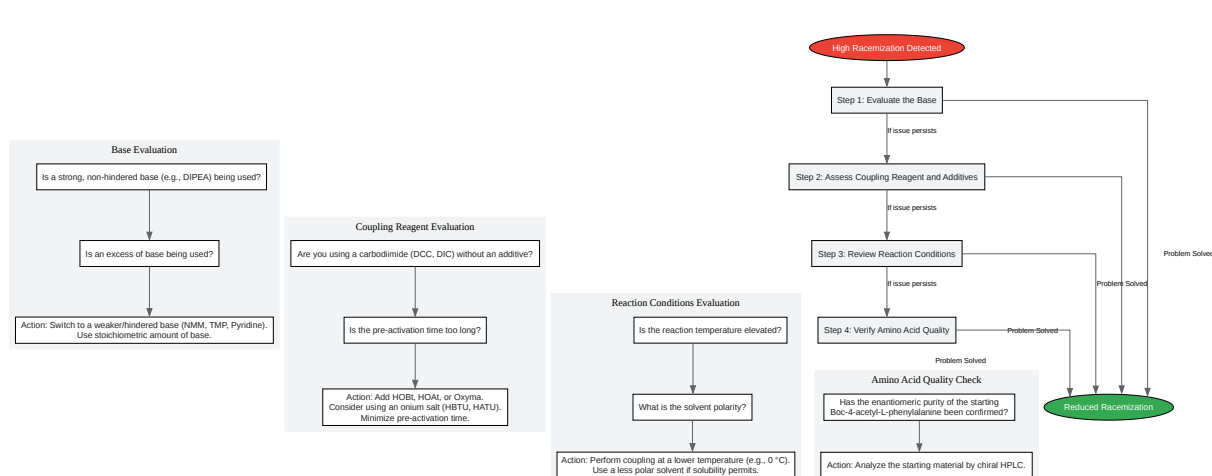 High Racemization Detected
Step 1: Evaluate the Base
If issue persists
Step 2: Assess Coupling Reagent and Additives
If issue persists
Step 3: Review Reaction Conditions
If issue persists
Step 4: Verify Amino Acid Quality
Problem Solved
Problem Solved
Problem Solved
Problem Solved
Reduced Racemization
Base Evaluation
Is a strong, non-hindered base (e.g., DIPEA) being used?
Is an excess of base being used?
Action: Switch to a weaker/hindered base (NMM, TMP, Pyridine).
Use stoichiometric amount of base.
Coupling Reagent Evaluation
Are you using a carbodiimide (DCC, DIC) without an additive?
Is the pre-activation time too long?
Action: Add HOBt, HOAt, or Oxyma.
Consider using an onium salt (HBTU, HATU).
Minimize pre-activation time.
Reaction Conditions Evaluation
Is the reaction temperature elevated?
What is the solvent polarity?
Action: Perform coupling at a lower temperature (e.g., 0 °C).
Use a less polar solvent if solubility permits.
Amino Acid Quality Check
Has the enantiomeric purity of the starting
Boc-4-acetyl-L-phenylalanine been confirmed?
Action: Analyze the starting material by chiral HPLC.